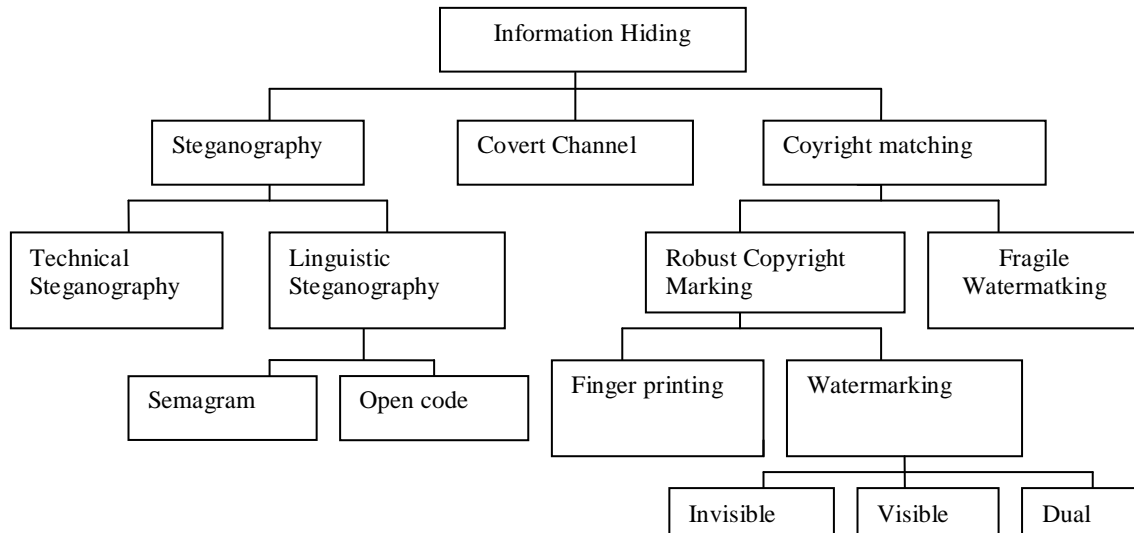 Information Hiding
Steganography
Covert Channel
Coyright matching
Technical
Steganography
Linguistic
Steganography
Robust Copyright
Marking
Fragile
Watermatking
Semagram
Open code
Finger printing
Watermarking
Invisible
Visible
Dual